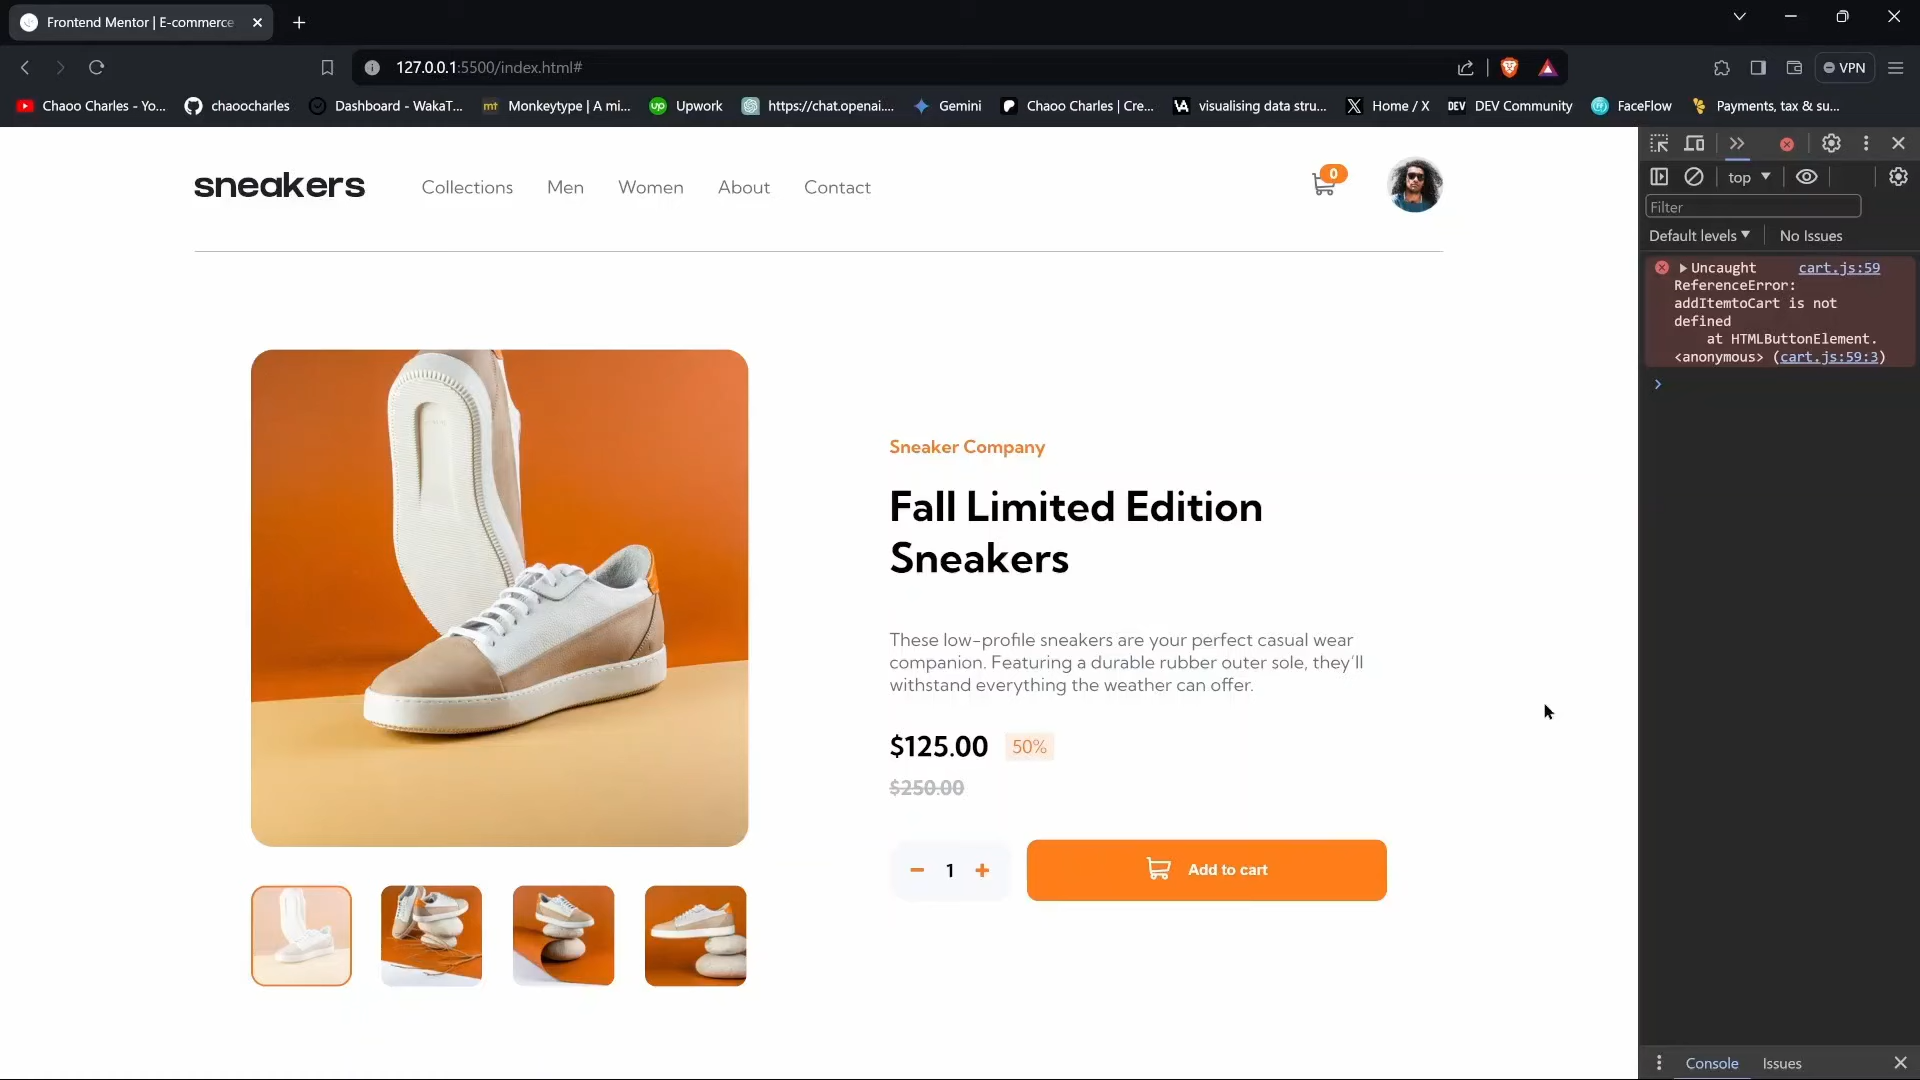 Frontend Mentor | E-commerce
127.0.0.1:5500/index.html#
VPN
Chaoo Charles - Yo...
chaoocharles
Dashboard - WakaT...
mt
Monkeytype | A mi...
up
Upwork
https://chat.openai....
Gemini
Chaoo Charles | Cre...
visualising data stru...
Home / X
DEV
DEV Community
FaceFlow
Payments, tax & su...
sneakers
Collections
Men
Women
About
Contact
0
Sneaker Company
Fall Limited Edition
Sneakers
These low-profile sneakers are your perfect casual wear
companion. Featuring a durable rubber outer sole, they'll
withstand everything the weather can offer.
$125.00
50%
$250.00
1
Add to cart
top
Filter
Default levels
No Issues
Uncaught cart.js:59
ReferenceError:
addItemtoCart is not
defined
at HTMLButtonElement.
<anonymous> (cart.js:59:3)
Console
Issues